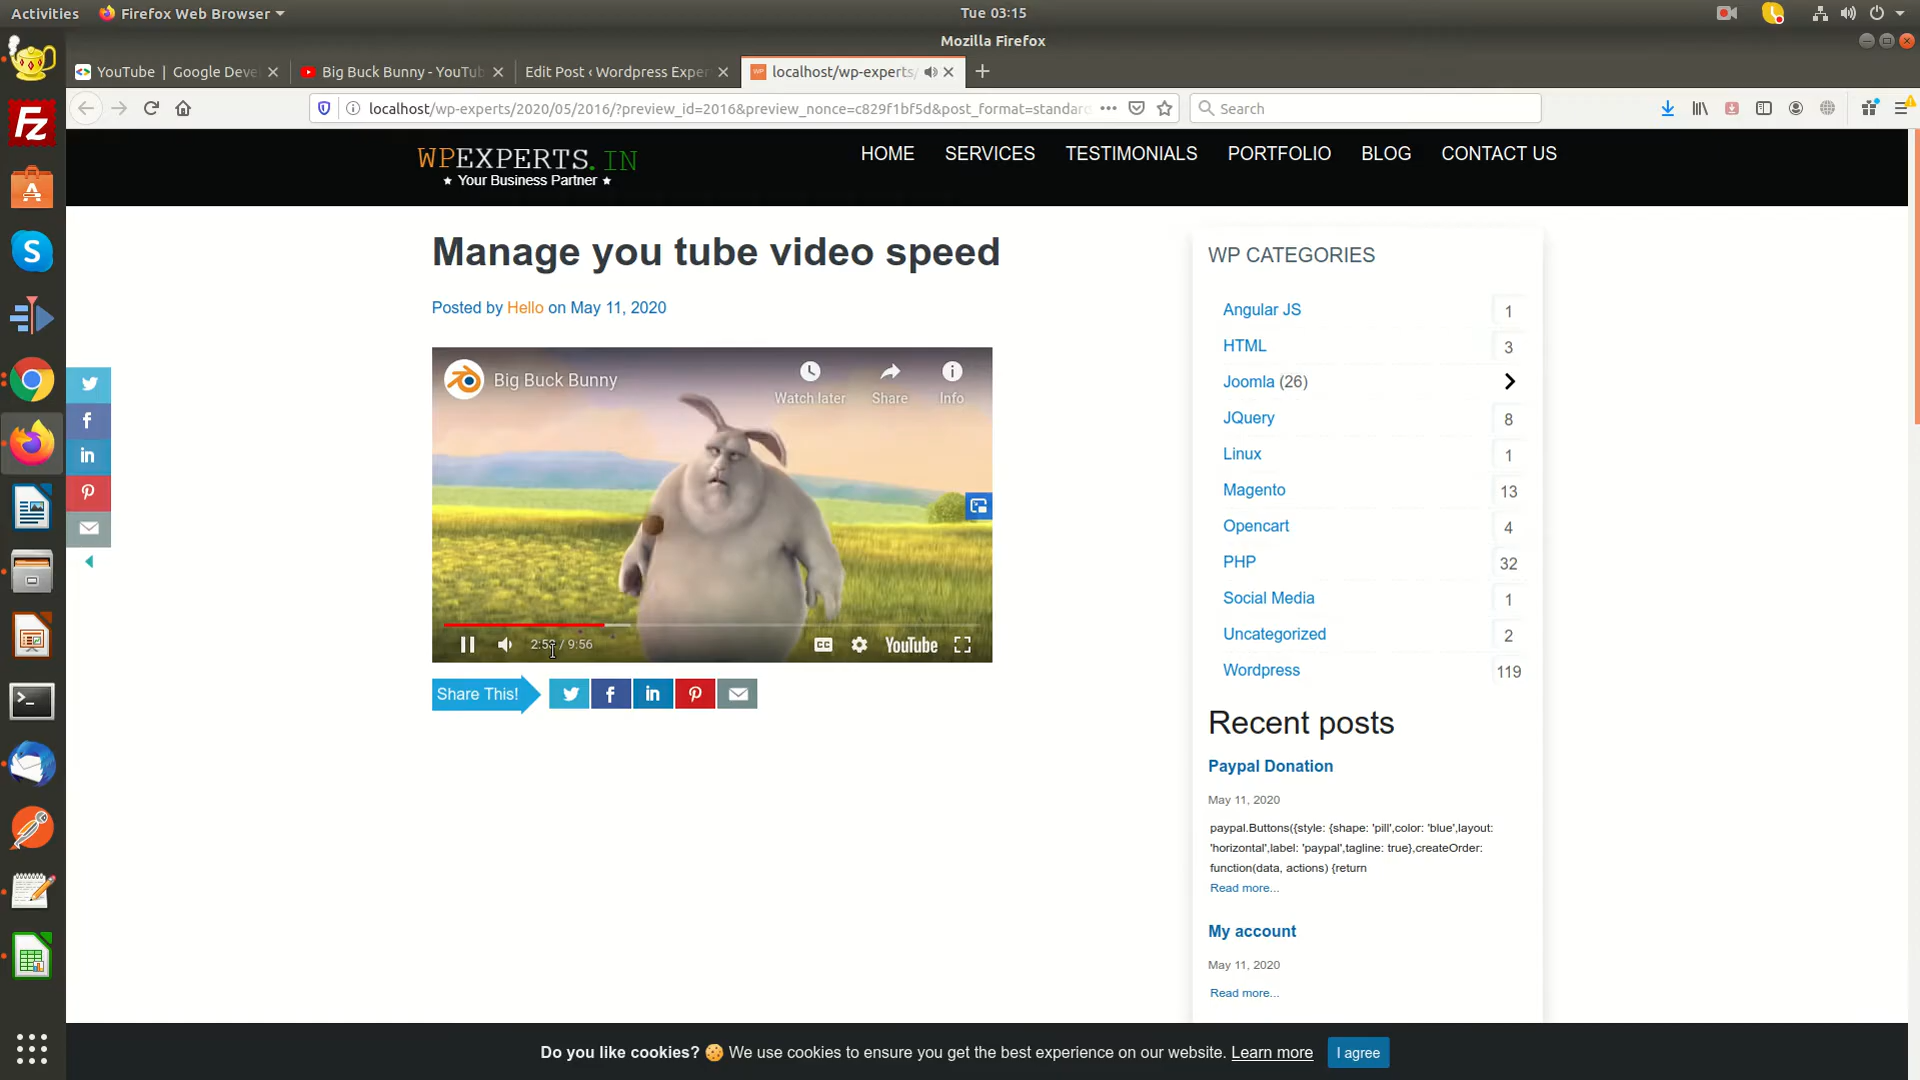 Activities Firefox Web Browser Tue 03:15
Mozilla Firefox
YouTube | Google Deve Big Buck Bunny - YouTub Edit Post ‹ Wordpress Exper WP localhost/wp-experts/
localhost/wp-experts/2020/05/2016/?preview_id=2016&preview_nonce=c829f1bf5d&post_format=standard Search
WPEXPERTS.IN
★ Your Business Partner ★
HOME SERVICES TESTIMONIALS PORTFOLIO BLOG CONTACT US
Manage you tube video speed
Posted by Hello on May 11, 2020
Big Buck Bunny
Watch later Share Info
/ 9:56 CC YouTube
Share This!
WP CATEGORIES
Angular JS 1
HTML 3
Joomla (26)
JQuery 8
Linux 1
Magento 13
Opencart 4
PHP 32
Social Media 1
Uncategorized 2
Wordpress 119
Recent posts
Paypal Donation
May 11, 2020
paypal.Buttons({style: {shape: 'pill',color: 'blue',layout:
'horizontal',label: 'paypal',tagline: true},createOrder:
function(data, actions) {return
Read more...
My account
May 11, 2020
Read more...
Do you like cookies? 🍪 We use cookies to ensure you get the best experience on our website. Learn more I agree